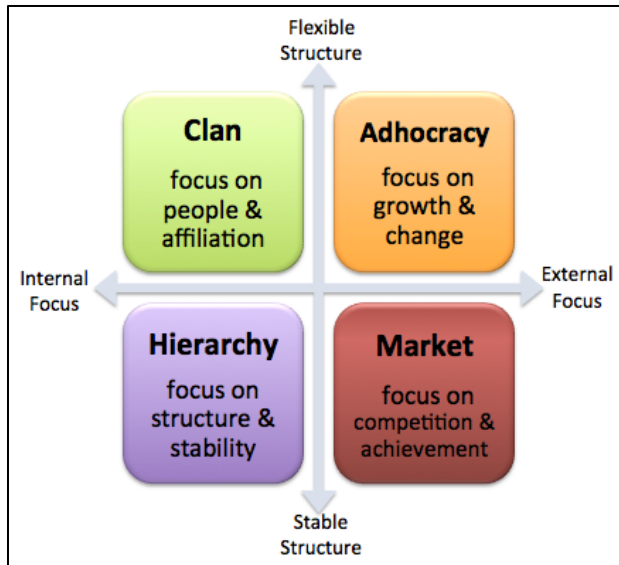 Flexible
Structure
Clan
focus on
people &
affiliation
Adhocracy
focus on
growth &
change
Internal
Focus
External
Focus
Hierarchy
focus on
structure &
stability
Market
focus on
competition &
achievement
Stable
Structure